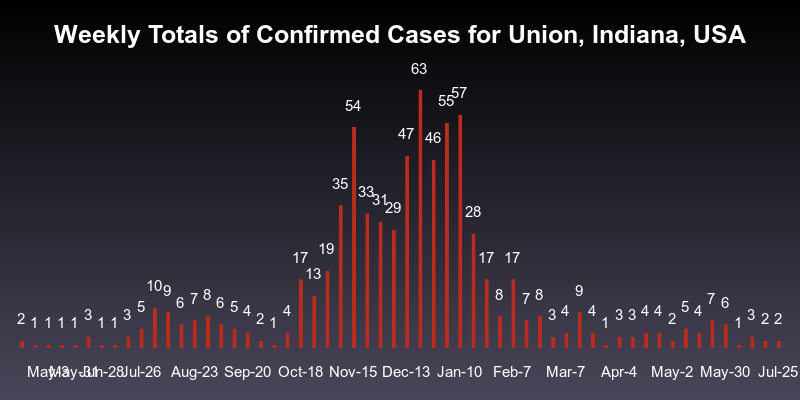 Weekly Totals of Confirmed Cases for Union, Indiana, USA
63
55 57
54
47
46
35
33
31
29
28
19
17 13 17 17
10 9 6 7 8 6 5 4 2 1 4
8 7 8 3 4 9 4 1 3 3 4 4 2 5 4 7 6 1 3 2 2
2 1 1 1 1 3 1 1 3 5
May-3 May-31 Jun-28 Jul-26 Aug-23 Sep-20 Oct-18 Nov-15 Dec-13 Jan-10 Feb-7 Mar-7 Apr-4 May-2 May-30 Jul-25